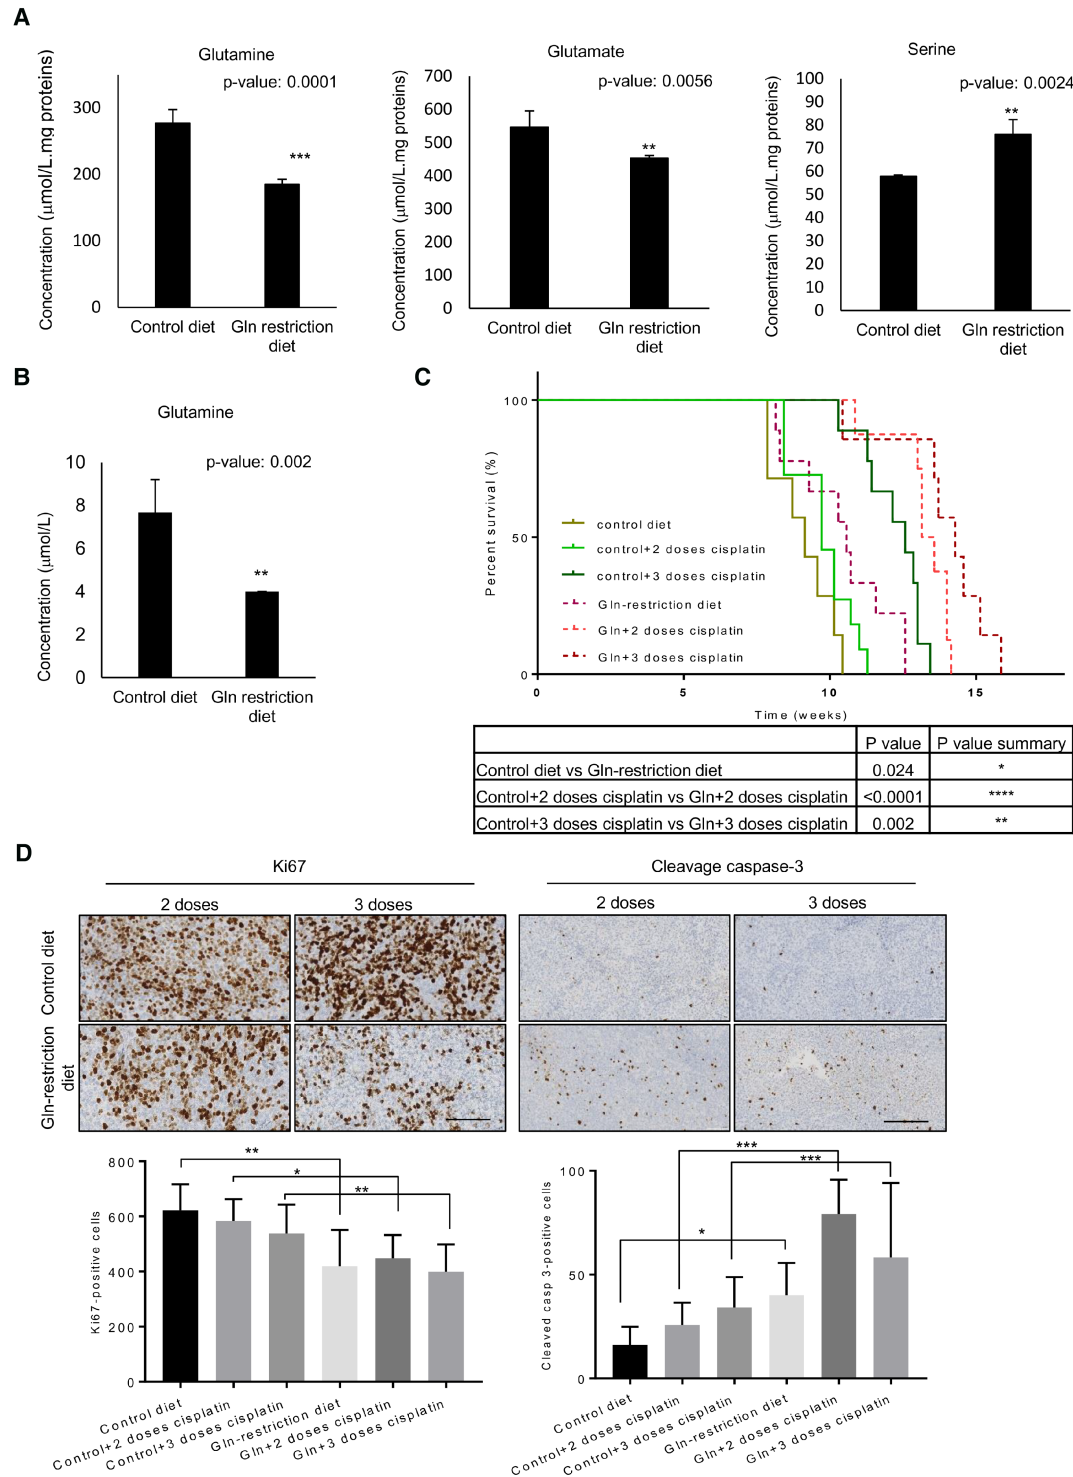 A
Glutamine
p-value: 0.0001
Concentration (μmol/L.mg proteins)
300
200
100
0
***
Control diet
Gln restriction
diet
Glutamate
p-value: 0.0056
Concentration (μmol/L.mg proteins)
700
600
500
400
300
200
100
0
**
Control diet
Gln restriction
diet
Serine
p-value: 0.0024
Concentration (μmol/L.mg proteins)
100
90
80
70
60
50
40
30
20
10
0
**
Control diet
Gln restriction
diet
B
Glutamine
p-value: 0.002
Concentration (μmol/L)
10
8
6
4
2
0
**
Control diet
Gln restriction
diet
C
Percent survival (%)
100
50
0
control diet
control+2 doses cisplatin
control+3 doses cisplatin
Gln-restriction diet
Gln+2 doses cisplatin
Gln+3 doses cisplatin
0 5 10 15
Time (weeks)
P value P value summary
Control diet vs Gln-restriction diet 0.024 *
Control+2 doses cisplatin vs Gln+2 doses cisplatin <0.0001 ****
Control+3 doses cisplatin vs Gln+3 doses cisplatin 0.002 **
D
Ki67
Cleavage caspase-3
2 doses 3 doses 2 doses 3 doses
Control diet
Gln-restriction
diet
Ki67-positive cells
800
600
400
200
0
**
*
**
Control diet
Control+2 doses cisplatin
Control+3 doses cisplatin
Gln-restriction diet
Gln+2 doses cisplatin
Gln+3 doses cisplatin
Cleaved casp 3-positive cells
100
50
0
***
***
*
Control diet
Control+2 doses cisplatin
Control+3 doses cisplatin
Gln-restriction diet
Gln+2 doses cisplatin
Gln+3 doses cisplatin